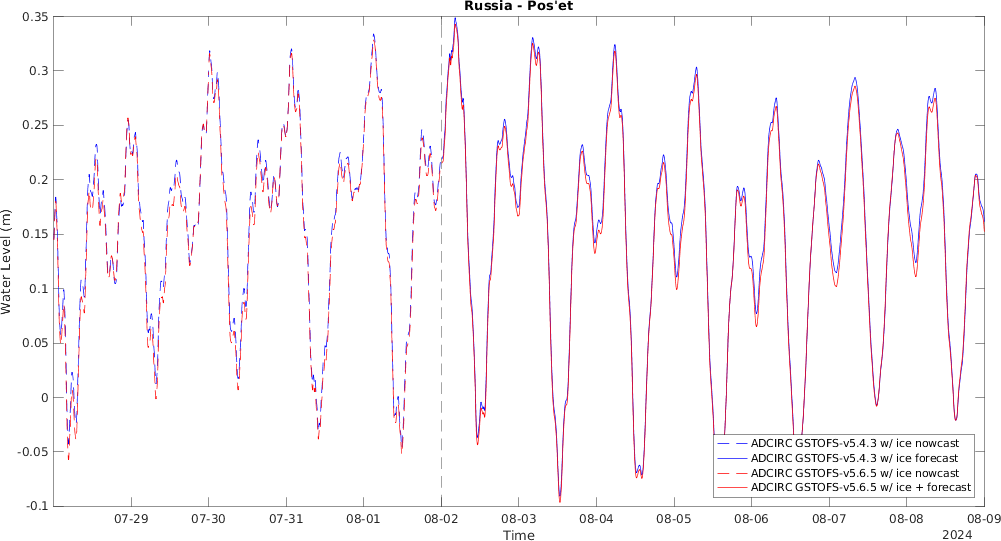 Russia - Pos'et
0.35
0.3
0.25
0.2
0.15
0.1
0.05
0
-0.05
-0.1
Water Level (m)
ADCIRC GSTOFS-v5.4.3 w/ ice nowcast
ADCIRC GSTOFS-v5.4.3 w/ ice forecast
ADCIRC GSTOFS-v5.6.5 w/ ice nowcast
ADCIRC GSTOFS-v5.6.5 w/ ice + forecast
07-29 07-30 07-31 08-01 08-02 08-03 08-04 08-05 08-06 08-07 08-08 08-09
Time
2024